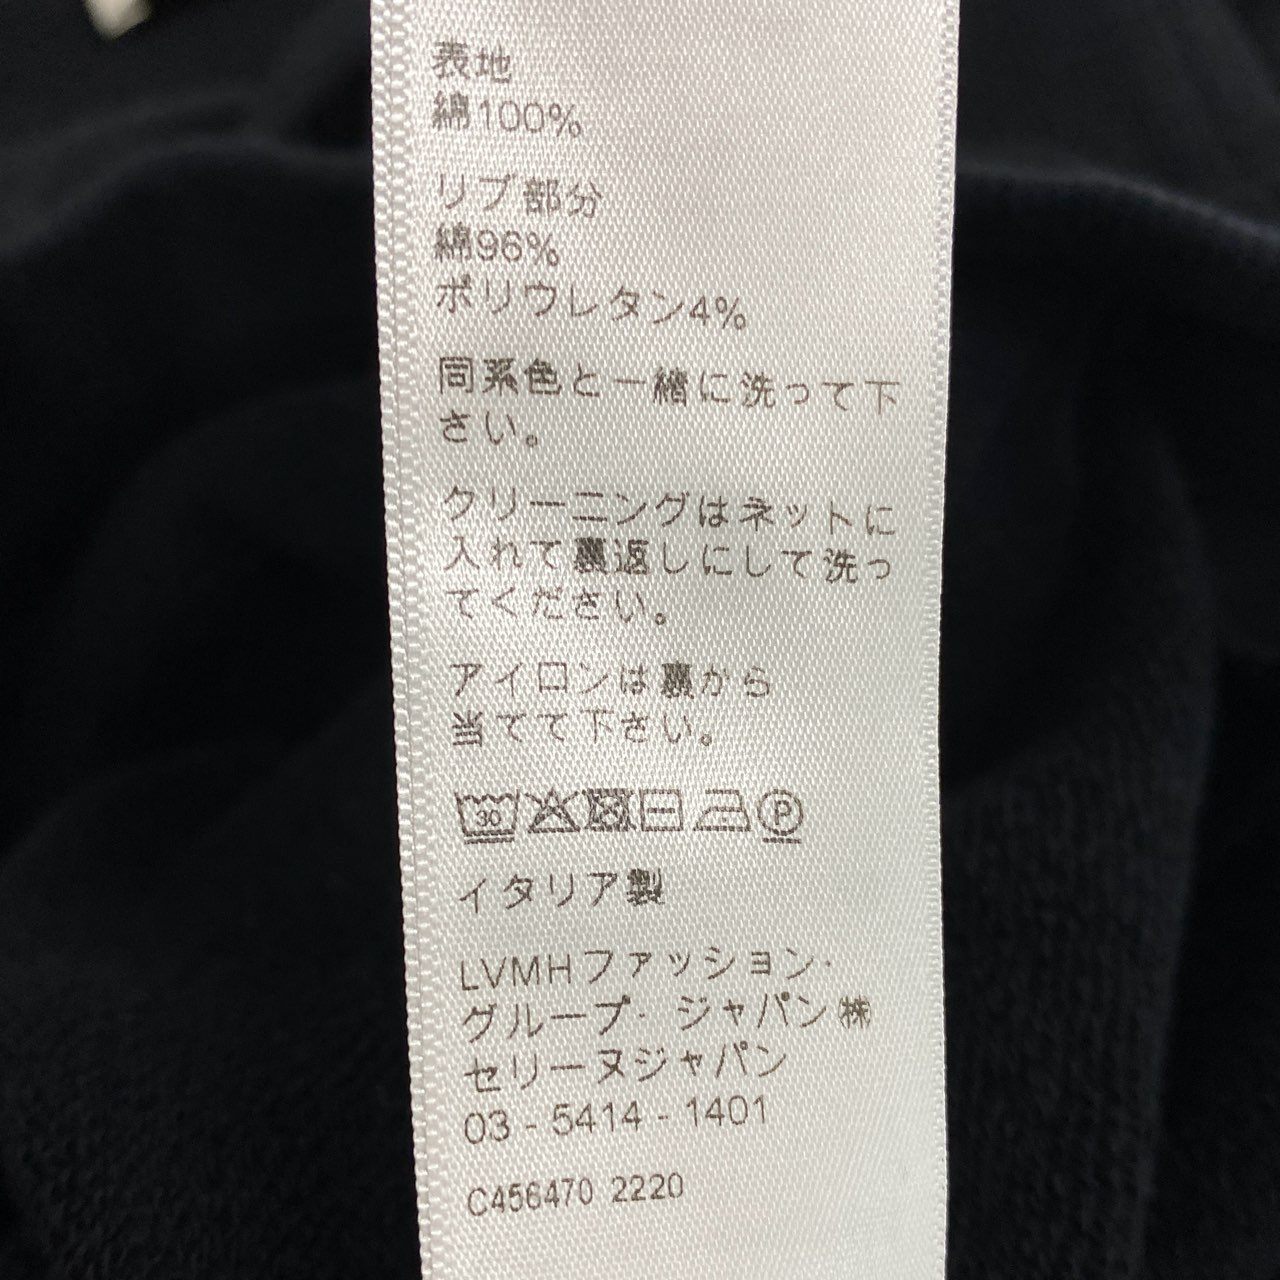 表地
綿100%
リブ部分
綿96%
ポリウレタン4%
同系色と一緒に洗って下
さい。
クリーニングはネットに
入れて裏返しにして洗っ
てください。
アイロンは裏から
当てて下さい。
30 P
イタリア製
LVMHファッション·
グループ· ジャパン㈱
セリーヌジャパン
03 - 5414 - 1401
C456470 2220